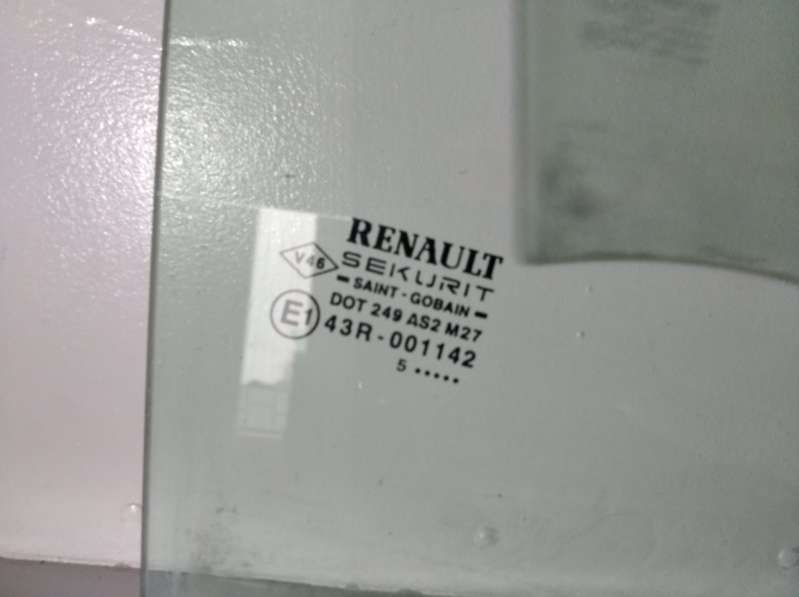 RENAULT
V46 SEKURIT
SAINT-GOBAIN
DOT 249 AS2 M27
E1 43R-001142
5 •••••